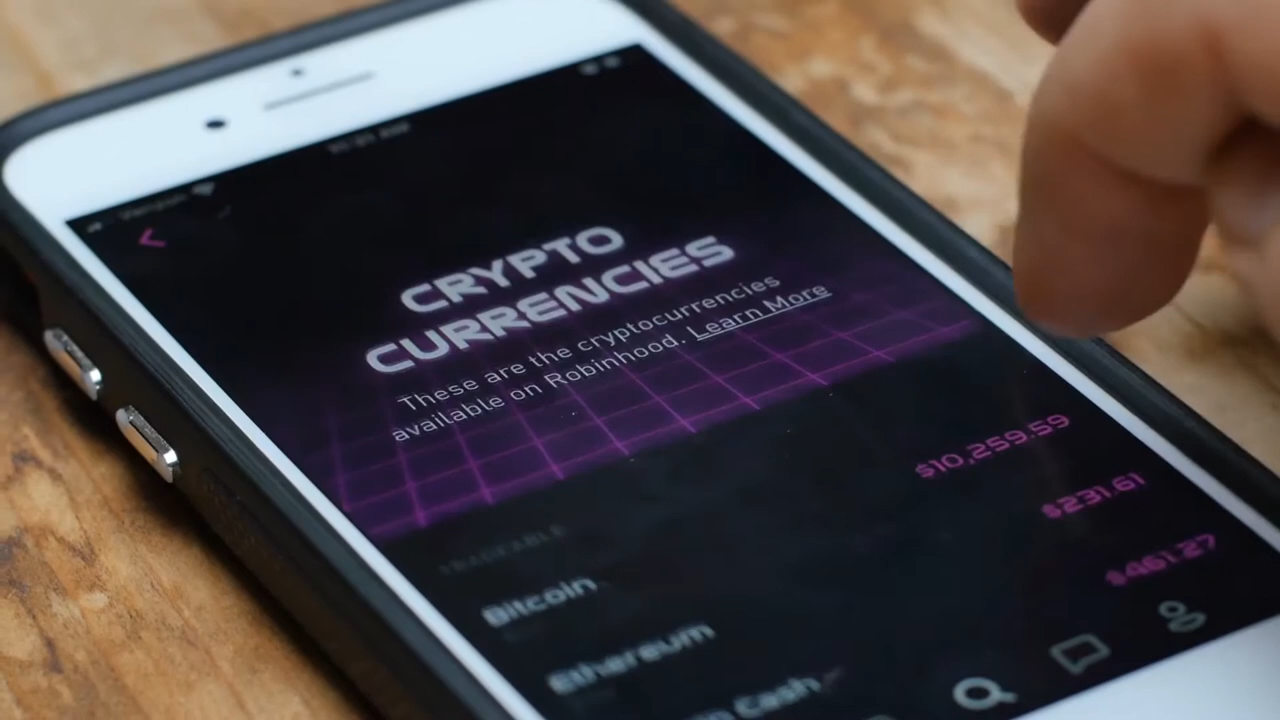 CRYPTO
CURRENCIES
These are the cryptocurrencies
available on Robinhood. Learn More
TRADEABLE
Bitcoin
$10,259.59
Ethereum
$231.61
Cash
$461.27